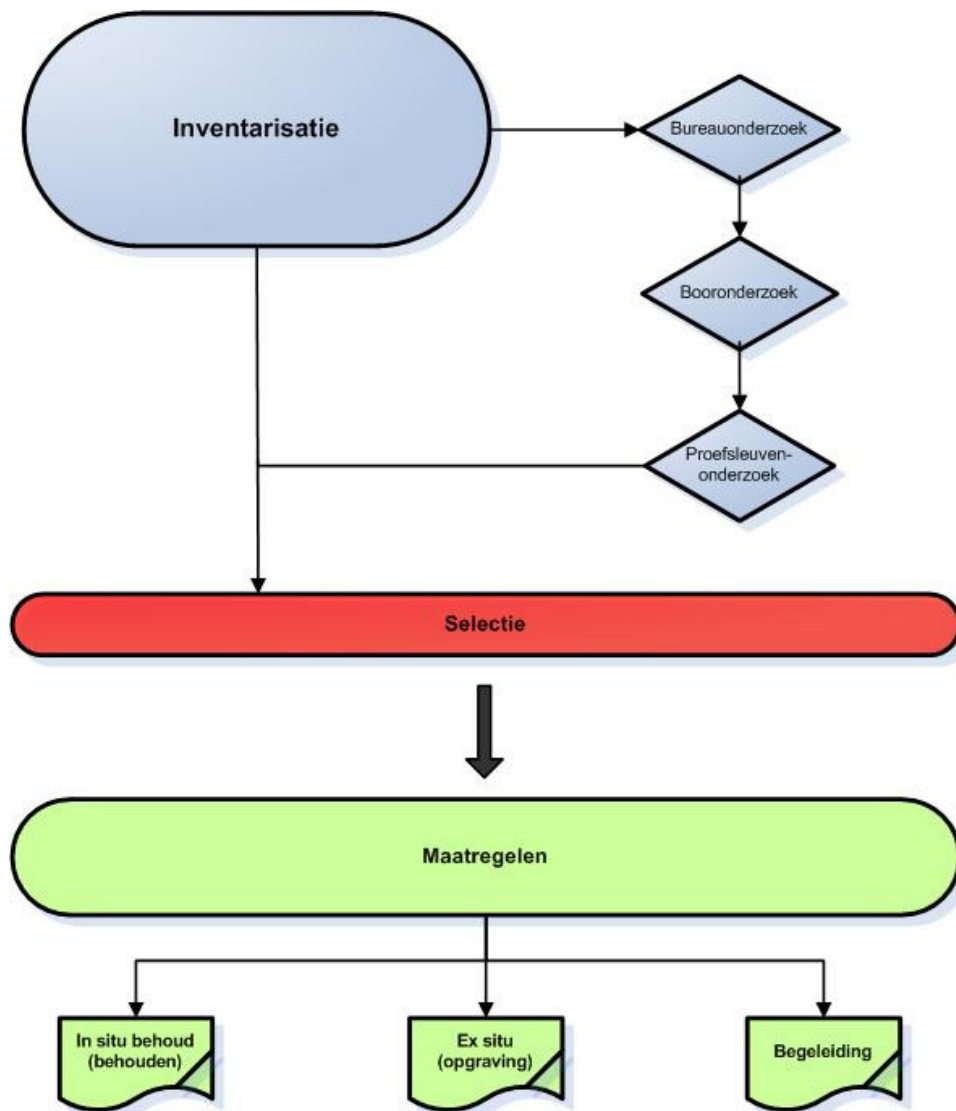 Inventarisatie
Bureauonderzoek
Booronderzoek
Proefsleuven-
onderzoek
Selectie
Maatregelen
In situ behoud
(behouden)
Ex situ
(opgraving)
Begeleiding